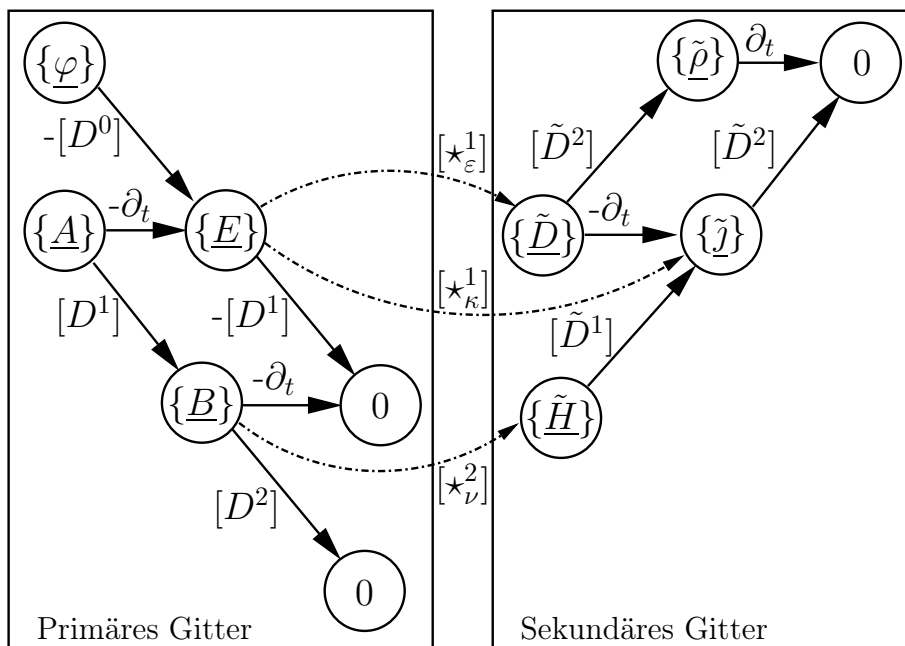 {φ}
-[D⁰]
{A}
-∂ₜ
{E}
[D¹]
-[D¹]
{B}
-∂ₜ
0
[D²]
0
Primäres Gitter
[⋆¹_ε]
[⋆¹_κ]
[⋆²_ν]
{ρ̃}
∂ₜ
0
[D̃²]
[D̃²]
{D̃}
-∂ₜ
{j̃}
[D̃¹]
{H̃}
Sekundäres Gitter